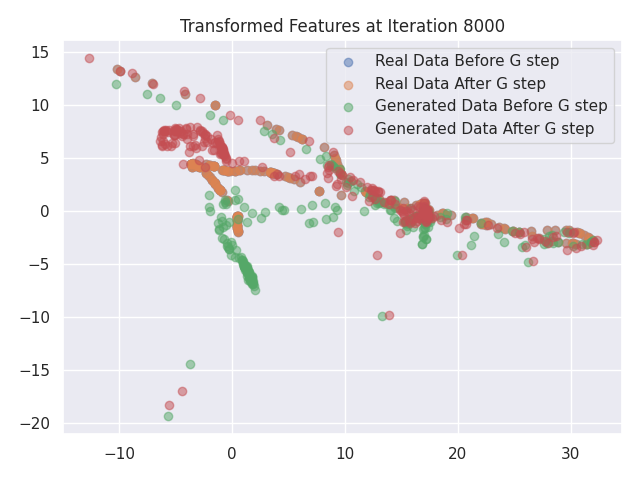 Transformed Features at Iteration 8000
Real Data Before G step
Real Data After G step
Generated Data Before G step
Generated Data After G step
15
10
5
0
−5
−10
−15
−20
−10
0
10
20
30